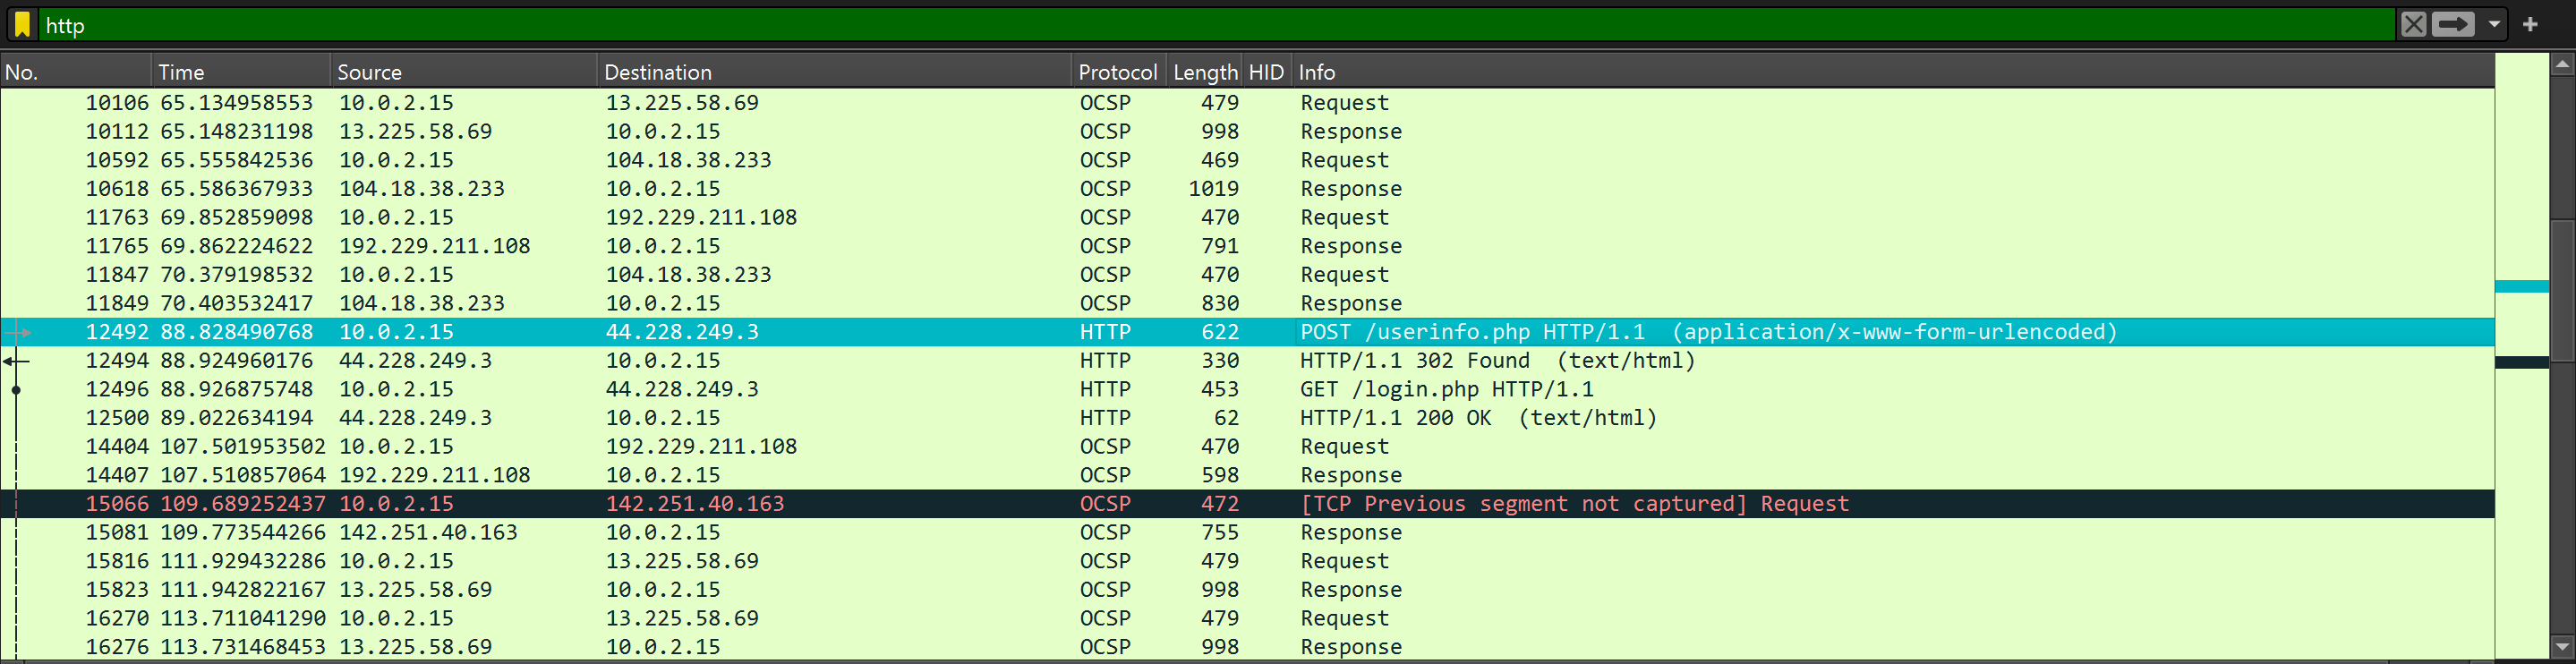 http
No. Time Source Destination Protocol Length HID Info
10106 65.134958553 10.0.2.15 13.225.58.69 OCSP 479 Request
10112 65.148231198 13.225.58.69 10.0.2.15 OCSP 998 Response
10592 65.555842536 10.0.2.15 104.18.38.233 OCSP 469 Request
10618 65.586367933 104.18.38.233 10.0.2.15 OCSP 1019 Response
11763 69.852859098 10.0.2.15 192.229.211.108 OCSP 470 Request
11765 69.862224622 192.229.211.108 10.0.2.15 OCSP 791 Response
11847 70.379198532 10.0.2.15 104.18.38.233 OCSP 470 Request
11849 70.403532417 104.18.38.233 10.0.2.15 OCSP 830 Response
12492 88.828490768 10.0.2.15 44.228.249.3 HTTP 622 POST /userinfo.php HTTP/1.1 (application/x-www-form-urlencoded)
12494 88.924960176 44.228.249.3 10.0.2.15 HTTP 330 HTTP/1.1 302 Found (text/html)
12496 88.926875748 10.0.2.15 44.228.249.3 HTTP 453 GET /login.php HTTP/1.1
12500 89.022634194 44.228.249.3 10.0.2.15 HTTP 62 HTTP/1.1 200 OK (text/html)
14404 107.501953502 10.0.2.15 192.229.211.108 OCSP 470 Request
14407 107.510857064 192.229.211.108 10.0.2.15 OCSP 598 Response
15066 109.689252437 10.0.2.15 142.251.40.163 OCSP 472 [TCP Previous segment not captured] Request
15081 109.773544266 142.251.40.163 10.0.2.15 OCSP 755 Response
15816 111.929432286 10.0.2.15 13.225.58.69 OCSP 479 Request
15823 111.942822167 13.225.58.69 10.0.2.15 OCSP 998 Response
16270 113.711041290 10.0.2.15 13.225.58.69 OCSP 479 Request
16276 113.731468453 13.225.58.69 10.0.2.15 OCSP 998 Response